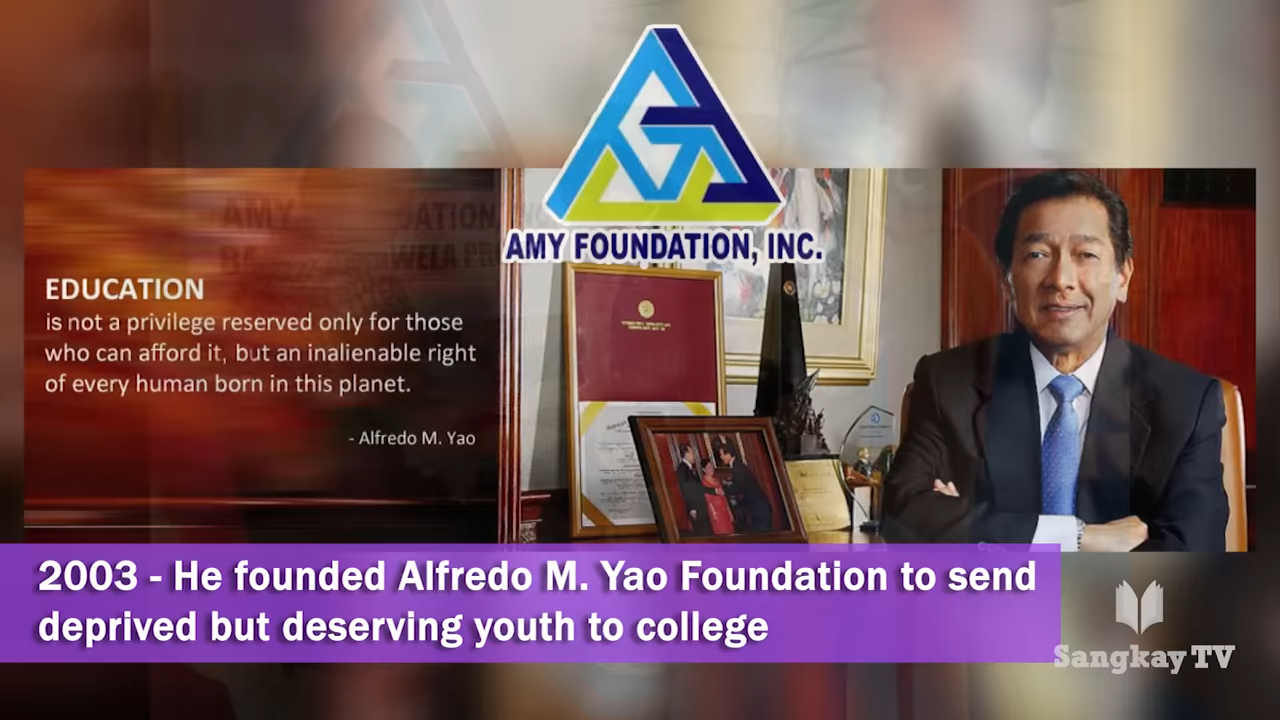 AMY FOUNDATION, INC.
EDUCATION
is not a privilege reserved only for those
who can afford it, but an inalienable right
of every human born in this planet.
- Alfredo M. Yao
2003 - He founded Alfredo M. Yao Foundation to send
deprived but deserving youth to college
Sangkay TV